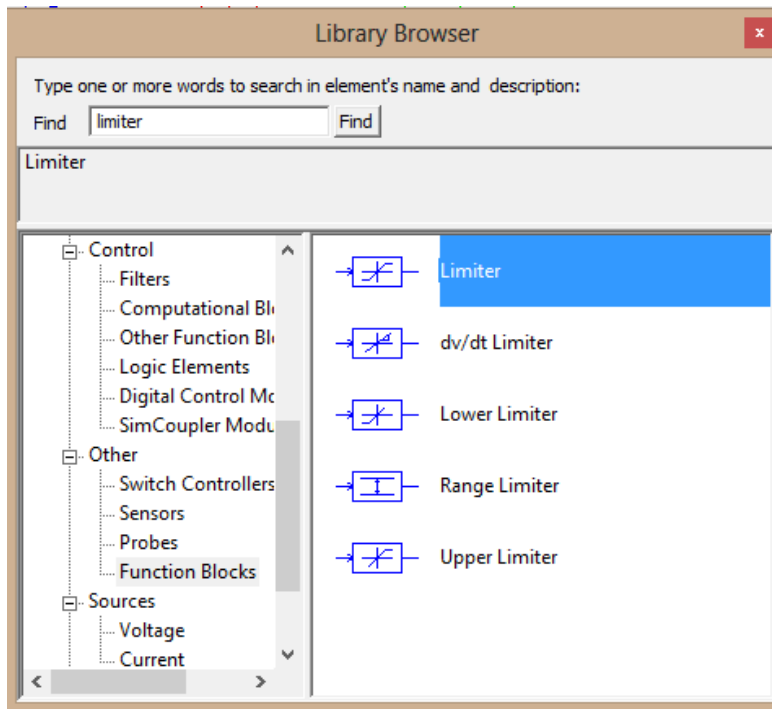 Library Browser
x
Type one or more words to search in element's name and description:
Find limiter Find
Limiter
Control
Filters
Computational Bl
Other Function Bl
Logic Elements
Digital Control Mo
SimCoupler Modu
Other
Switch Controllers
Sensors
Probes
Function Blocks
Sources
Voltage
Current
Limiter
dv/dt Limiter
Lower Limiter
Range Limiter
Upper Limiter